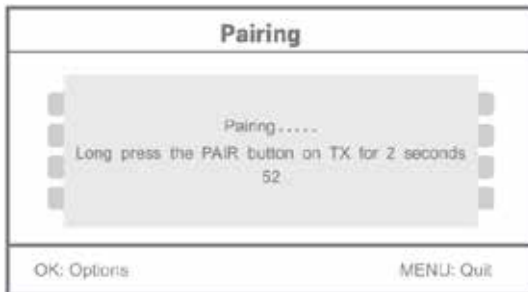 Pairing
Pairing.....
Long press the PAIR button on TX for 2 seconds
52
OK: Options
MENU: Quit